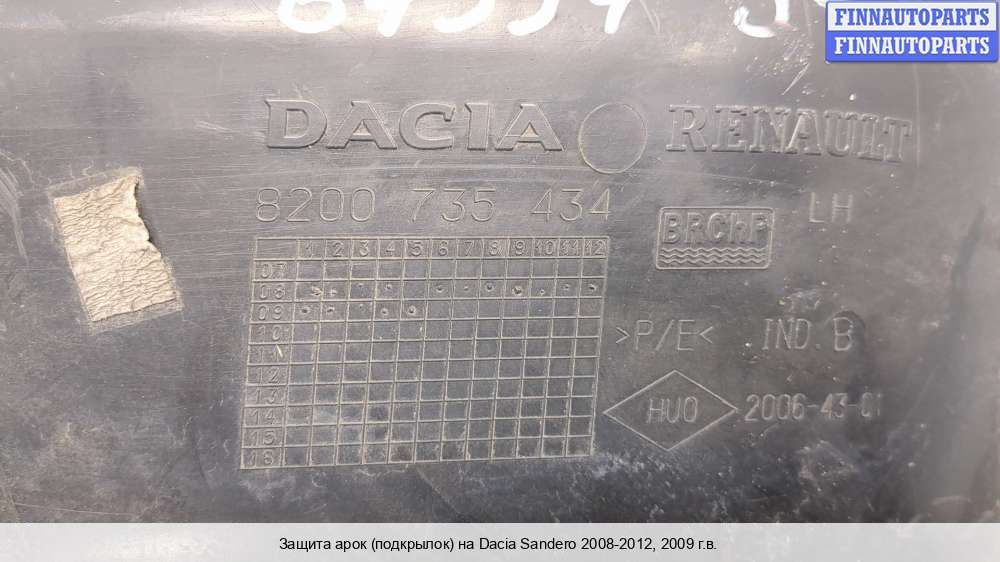 FINNAUTOPARTS
FINNAUTOPARTS
DACIA RENAULT
8200 735 434 LH
BRChP
1 2 3 4 5 6 7 8 9 10 11 12
07
08
09
10
11
12
13
14
15
16
>P/E< IND. B
HUO 2006-43-01
Защита арок (подкрылок) на Dacia Sandero 2008-2012, 2009 г.в.